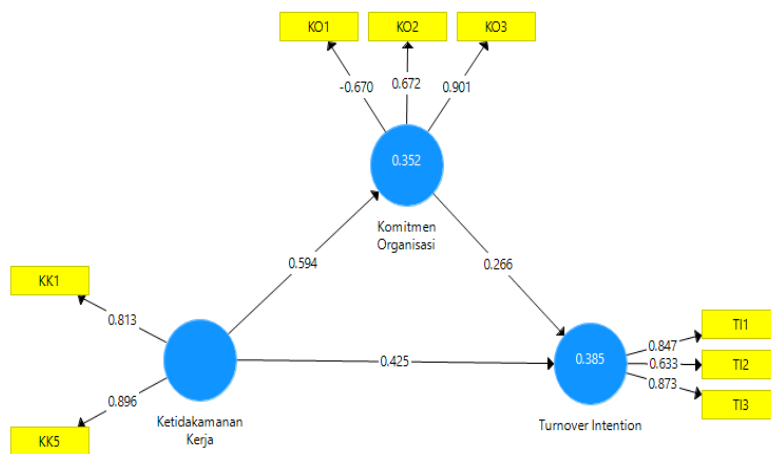 KO1 KO2 KO3
-0.670 0.672 0.901
0.352
Komitmen
Organisasi
0.594
0.266
KK1
0.813
0.425
0.896
KK5
Ketidakamanan
Kerja
0.385
Turnover Intention
0.847
0.633
0.873
TI1
TI2
TI3